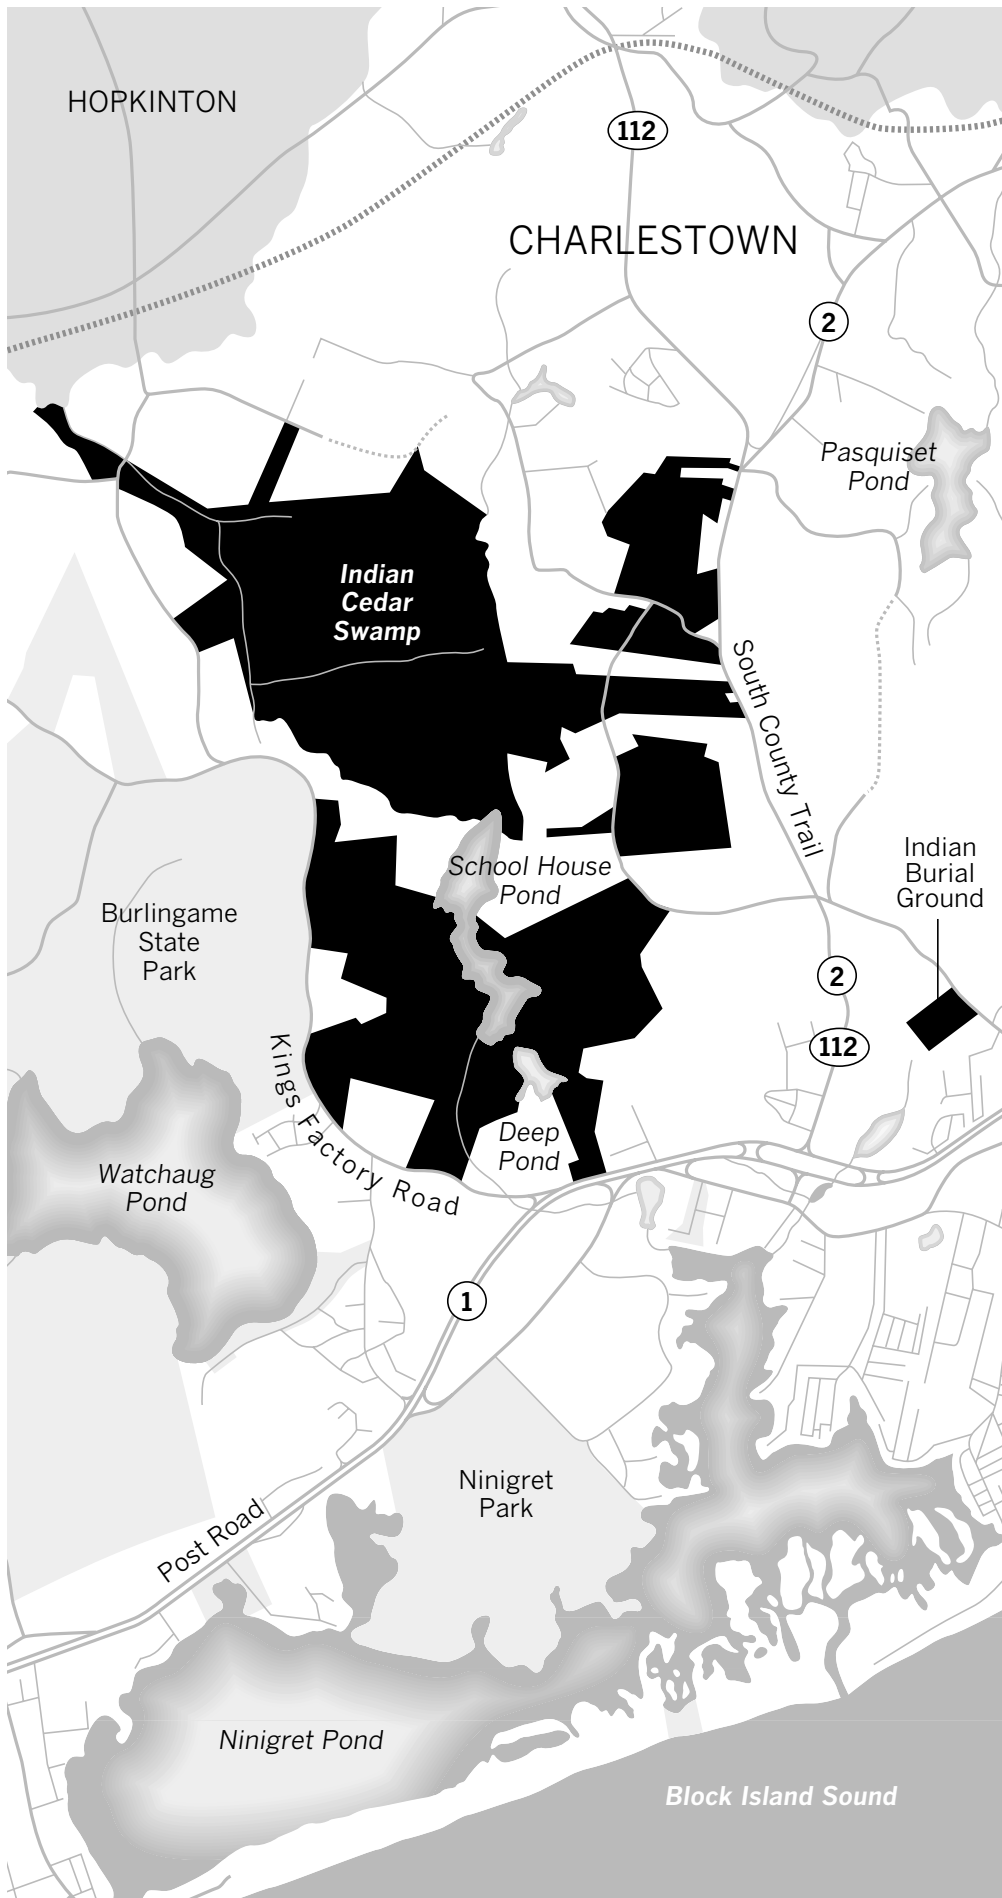 HOPKINTON
112
CHARLESTOWN
2
Pasquiset
Pond
Indian
Cedar
Swamp
South County Trail
School House
Pond
Indian
Burial
Ground
Burlingame
State
Park
2
112
Kings Factory Road
Deep
Pond
Watchaug
Pond
1
Ninigret
Park
Post Road
Ninigret Pond
Block Island Sound